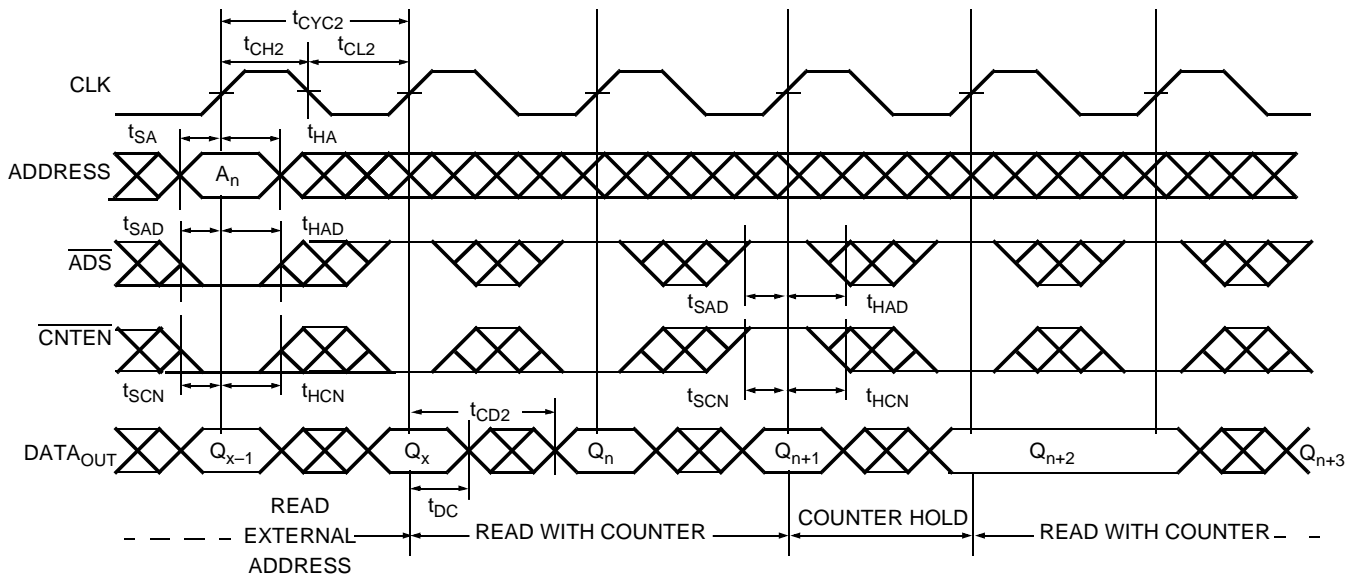 tCYC2
tCH2 tCL2
CLK
tSA tHA
ADDRESS An
tSAD tHAD
ADS
tSAD tHAD
CNTEN
tSCN tHCN tSCN tHCN
tCD2
DATAOUT Qx–1 Qx Qn Qn+1 Qn+2 Qn+3
tDC
READ
EXTERNAL
ADDRESS
READ WITH COUNTER COUNTER HOLD READ WITH COUNTER